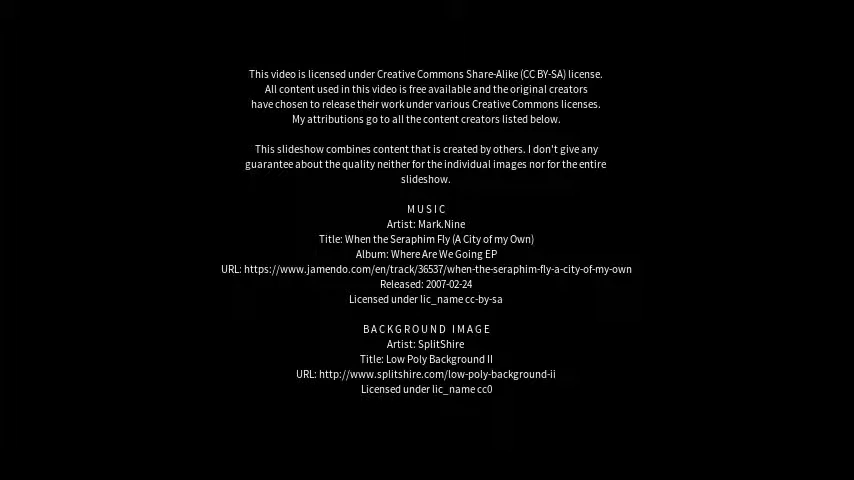 This video is licensed under Creative Commons Share-Alike (CC BY-SA) license.
All content used in this video is free available and the original creators
have chosen to release their work under various Creative Commons licenses.
My attributions go to all the content creators listed below.
This slideshow combines content that is created by others. I don't give any
guarantee about the quality neither for the individual images nor for the entire
slideshow.
MUSIC
Artist: Mark.Nine
Title: When the Seraphim Fly (A City of my Own)
Album: Where Are We Going EP
URL: https://www.jamendo.com/en/track/36537/when-the-seraphim-fly-a-city-of-my-own
Released: 2007-02-24
Licensed under lic_name cc-by-sa
BACKGROUND IMAGE
Artist: SplitShire
Title: Low Poly Background II
URL: http://www.splitshire.com/low-poly-background-ii
Licensed under lic_name cc0